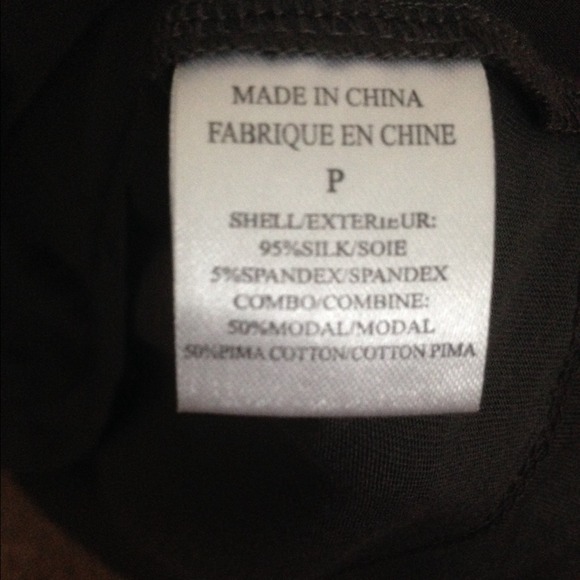 MADE IN CHINA
FABRIQUE EN CHINE
P
SHELL/EXTERIEUR:
95%SILK/SOIE
5%SPANDEX/SPANDEX
COMBO/COMBINE:
50%MODAL/MODAL
50%PIMA COTTON/COTTON PIMA